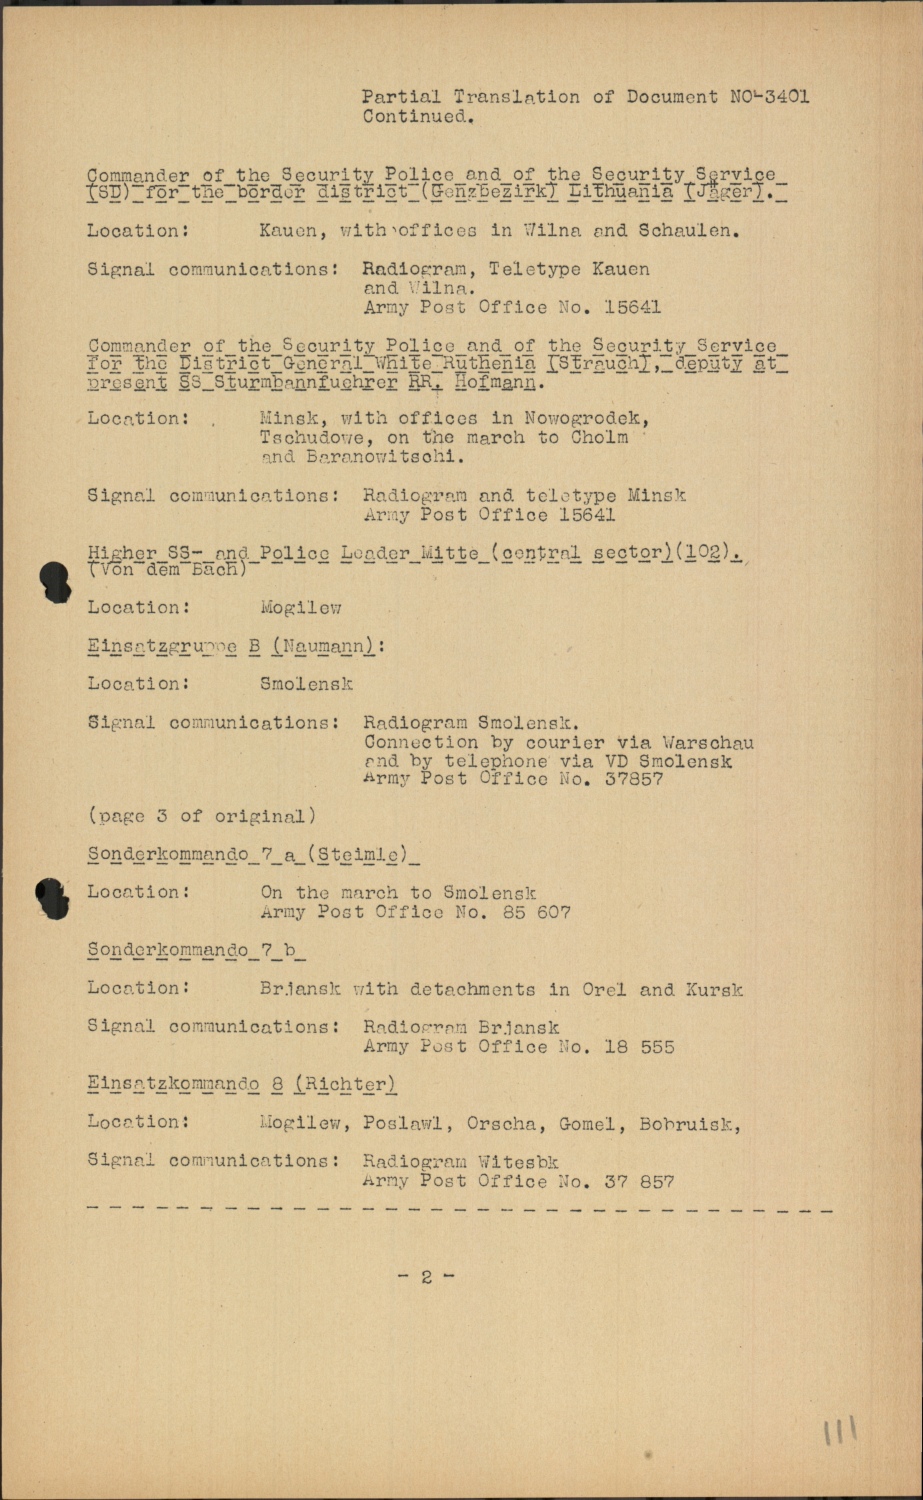 Partial Translation of Document NO-3401
Continued.
Commander of the Security Police and of the Security Service
(SD) for the border district (Genzbezirk) Lithuania (Jäger).
Location: Kauen, with offices in Wilna and Schaulen.
Signal communications: Radiogram, Teletype Kauen
and Wilna.
Army Post Office No. 15641
Commander of the Security Police and of the Security Service
for the District General White Ruthenia (Strauch), deputy at
present SS Sturmbannfuehrer RR. Hofmann.
Location: Minsk, with offices in Nowogrodek,
Tschudowe, on the march to Cholm
and Baranowitschi.
Signal communications: Radiogram and teletype Minsk
Army Post Office 15641
Higher SS- and Police Leader Mitte (central sector)(102).
(Von dem Bach)
Location: Mogilew
Einsatzgruppe B (Naumann):
Location: Smolensk
Signal communications: Radiogram Smolensk.
Connection by courier via Warschau
and by telephone via VD Smolensk
Army Post Office No. 37857
(page 3 of original)
Sonderkommando 7 a (Steimle)
Location: On the march to Smolensk
Army Post Office No. 85 607
Sonderkommando 7 b
Location: Brjansk with detachments in Orel and Kursk
Signal communications: Radiogram Brjansk
Army Post Office No. 18 555
Einsatzkommando 8 (Richter)
Location: Mogilew, Poslawl, Orscha, Gomel, Bobruisk,
Signal communications: Radiogram Witesbk
Army Post Office No. 37 857
- 2 -
111